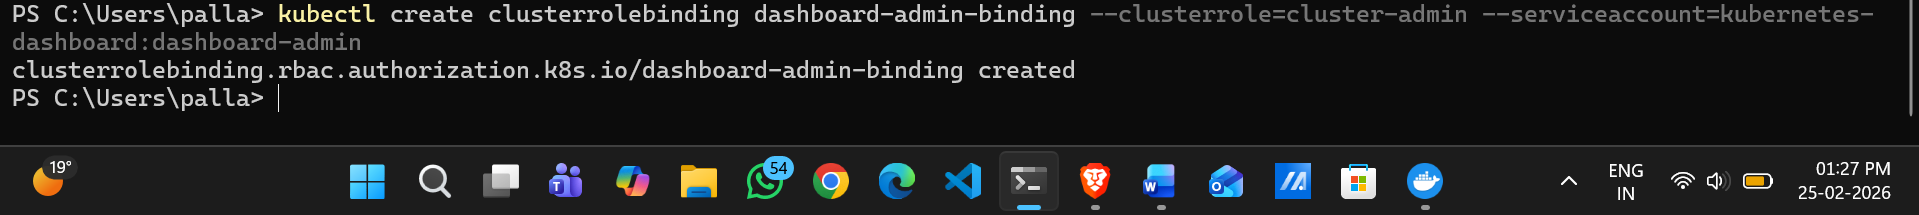 PS C:\Users\palla> kubectl create clusterrolebinding dashboard-admin-binding --clusterrole=cluster-admin --serviceaccount=kubernetes-
dashboard:dashboard-admin
clusterrolebinding.rbac.authorization.k8s.io/dashboard-admin-binding created
PS C:\Users\palla>
19°
T
54
W
O
ENG
IN
01:27 PM
25-02-2026